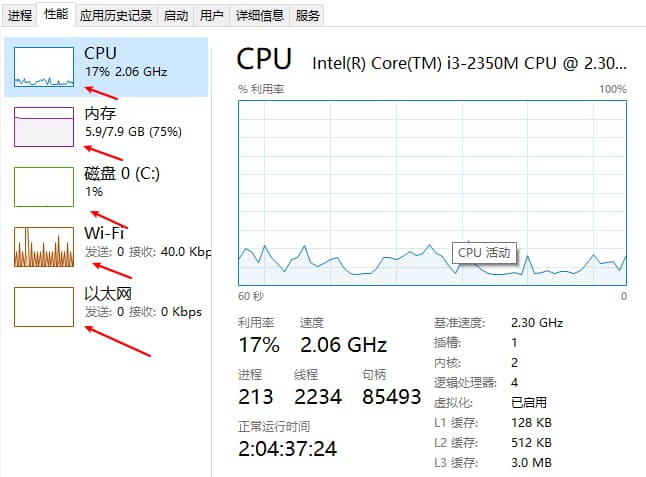 进程 性能 应用历史记录 启动 用户 详细信息 服务
CPU
17% 2.06 GHz
内存
5.9/7.9 GB (75%)
磁盘 0 (C:)
1%
Wi-Fi
发送: 0 接收: 40.0 Kbp
以太网
发送: 0 接收: 0 Kbps
CPU Intel(R) Core(TM) i3-2350M CPU @ 2.30...
% 利用率 100%
CPU 活动
60 秒 0
利用率 速度
17% 2.06 GHz
进程 线程 句柄
213 2234 85493
正常运行时间
2:04:37:24
基准速度: 2.30 GHz
插槽: 1
内核: 2
逻辑处理器: 4
虚拟化: 已启用
L1 缓存: 128 KB
L2 缓存: 512 KB
L3 缓存: 3.0 MB